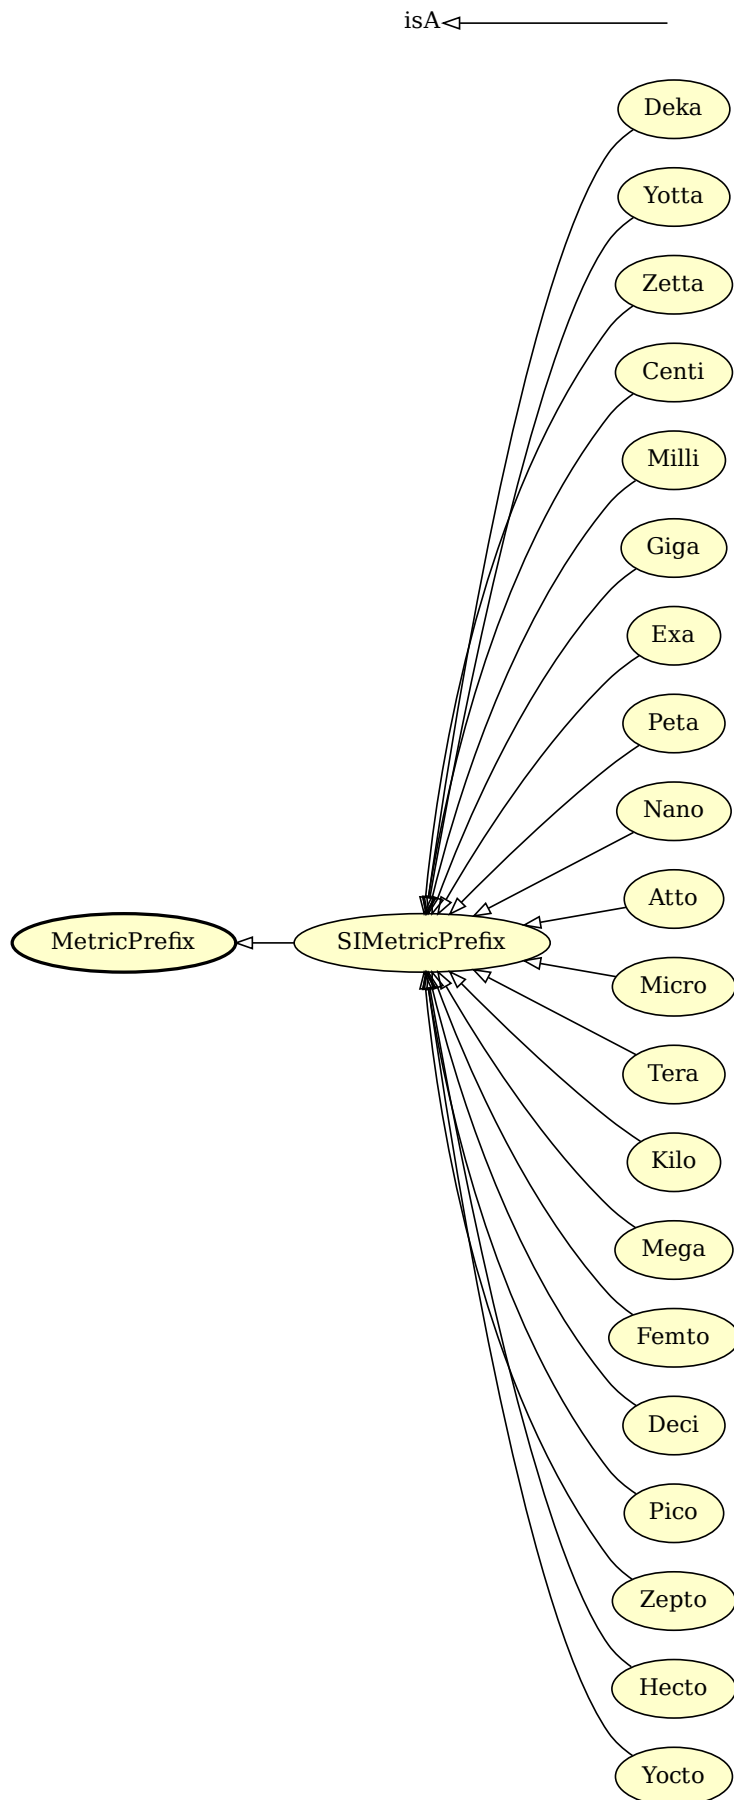 isA
Deka
Yotta
Zetta
Centi
Milli
Giga
Exa
Peta
Nano
Atto
MetricPrefix
SIMetricPrefix
Micro
Tera
Kilo
Mega
Femto
Deci
Pico
Zepto
Hecto
Yocto